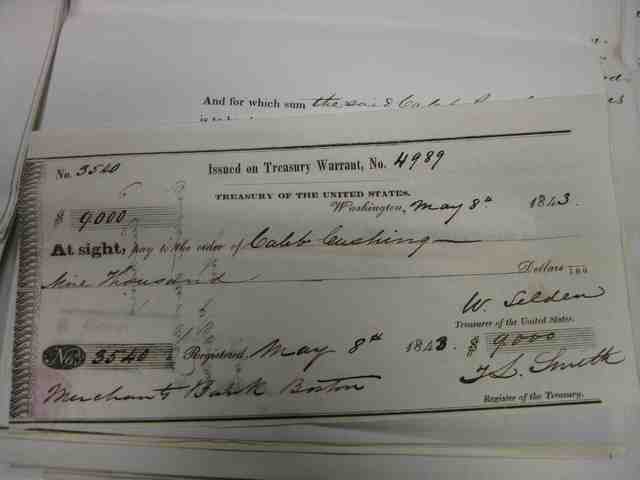 And for which sum the said Caleb
No. 3540 Issued on Treasury Warrant, No. 4989
TREASURY OF THE UNITED STATES.
$ 9000 Washington, May 8th 1843.
At sight, pay to the order of Caleb Cushing
Nine Thousand Dollars 100
W. Selden
Treasurer of the United States.
No. 3540 Registered May 8th 1843. $ 9000
T. L. Smith
Merchants Bank Boston
Register of the Treasury.